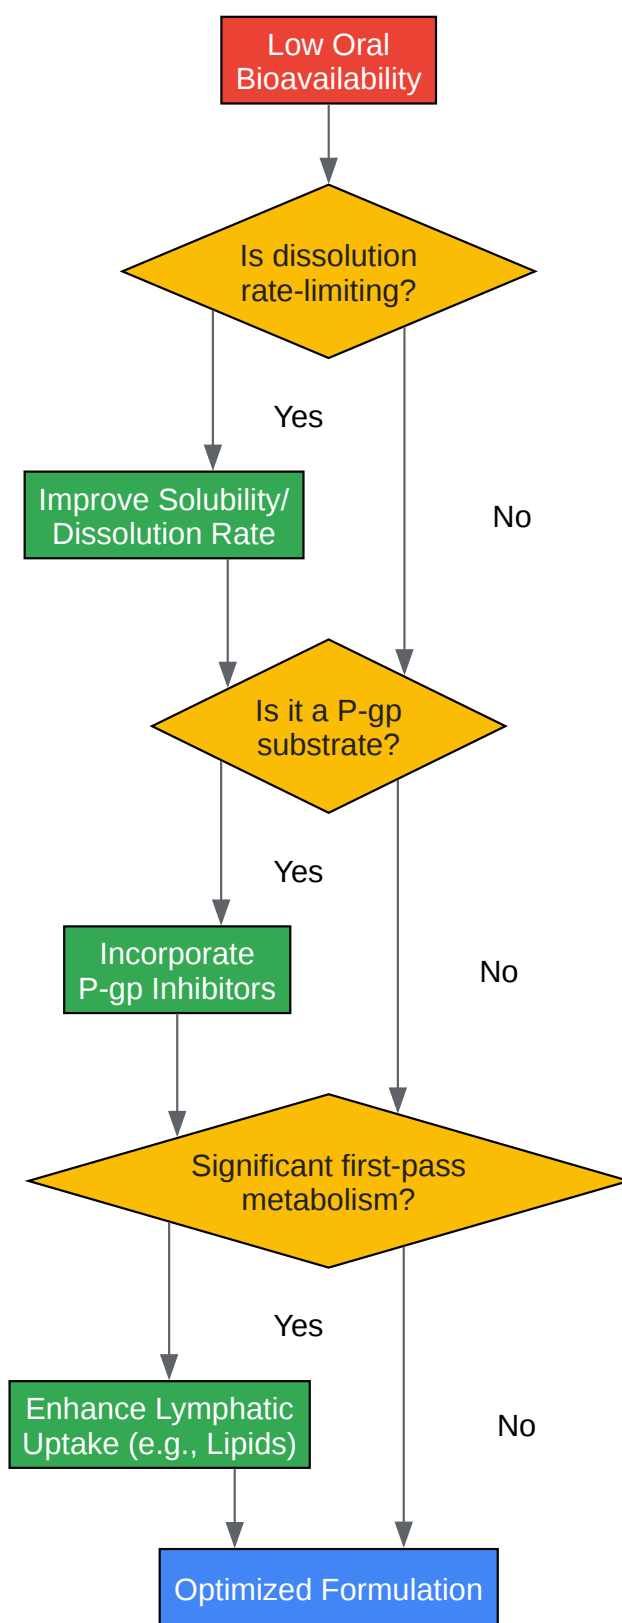 Low Oral
Bioavailability
Is dissolution
rate-limiting?
Yes
Improve Solubility/
Dissolution Rate
No
Is it a P-gp
substrate?
Yes
Incorporate
P-gp Inhibitors
No
Significant first-pass
metabolism?
Yes
Enhance Lymphatic
Uptake (e.g., Lipids)
No
Optimized Formulation